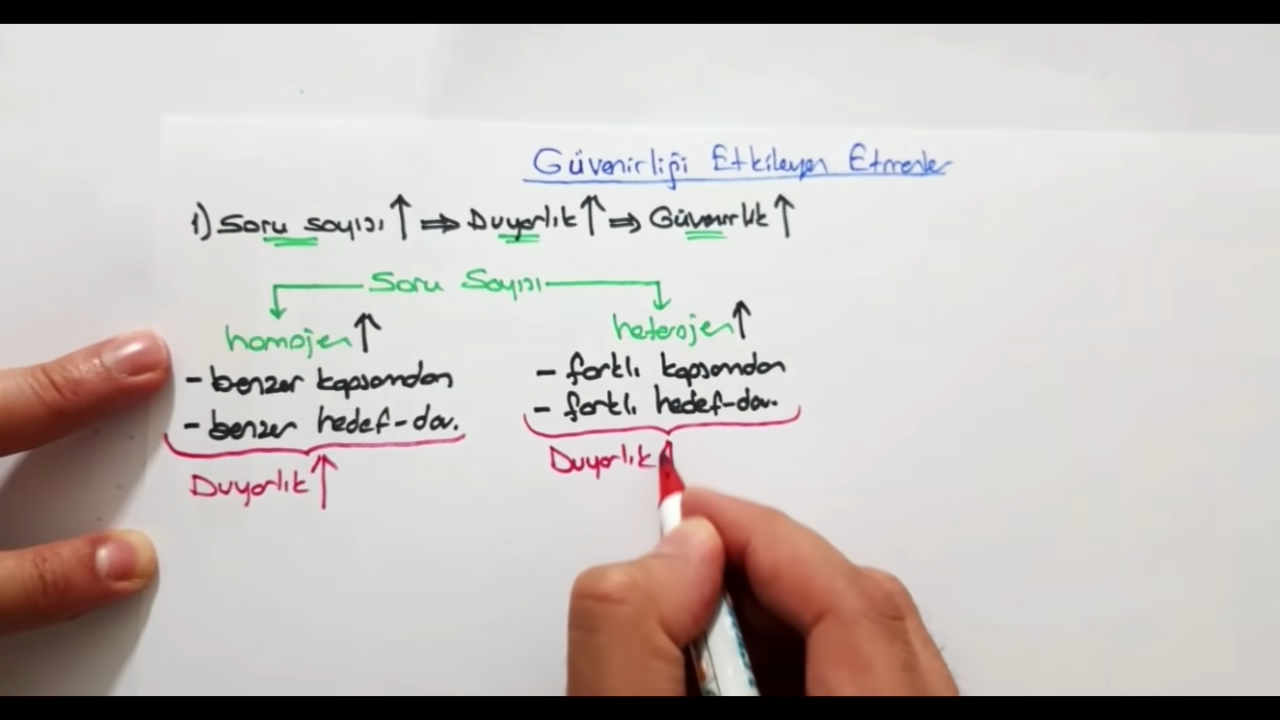 Güvenirliği Etkileyen Etmenler
1) Soru sayısı ↑ ⇒ Duyarlık ↑ ⇒ Güvenirlik ↑
Soru Sayısı
homojen ↑
- benzer kapsamdan
- benzer hedef-dav.
Duyarlık ↑
heterojen ↑
- farklı kapsamdan
- farklı hedef-dav.
Duyarlık